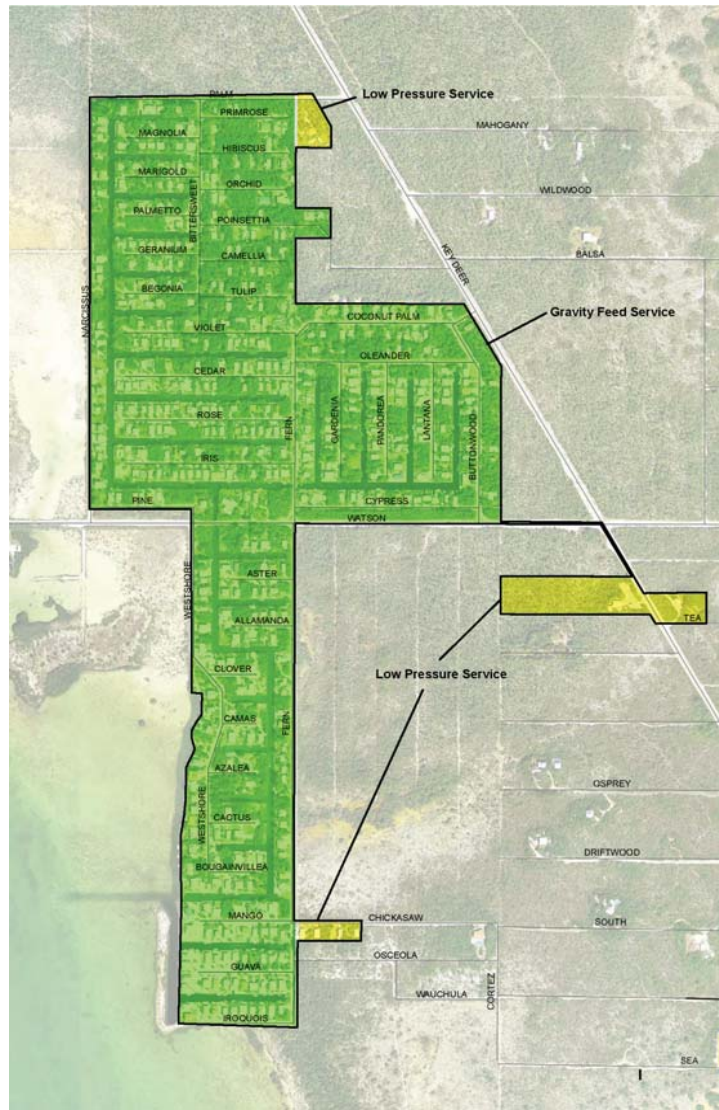 PALM
Low Pressure Service
PRIMROSE
MAHOGANY
MAGNOLIA
HIBISCUS
MARIGOLD
ORCHID
WILDWOOD
PALMETTO
BITTERSWEET
POINSETTIA
KEY DEER
GERANIUM
CAMELLIA
BALSA
BEGONIA
TULIP
NARCISSUS
Gravity Feed Service
COCONUT PALM
VIOLET
OLEANDER
CEDAR
GARDENIA
PANDOREA
LANTANA
BUTTONWOOD
ROSE
FERN
IRIS
PINE
CYPRESS
WATSON
WESTSHORE
ASTER
ALLAMANDA
TEA
CLOVER
Low Pressure Service
CAMAS
FERN
AZALEA
OSPREY
WESTSHORE
CACTUS
DRIFTWOOD
BOUGAINVILLEA
MANGO
CHICKASAW
SOUTH
OSCEOLA
GUAVA
CORTEZ
WAUCHULA
IROQUOIS
SEA